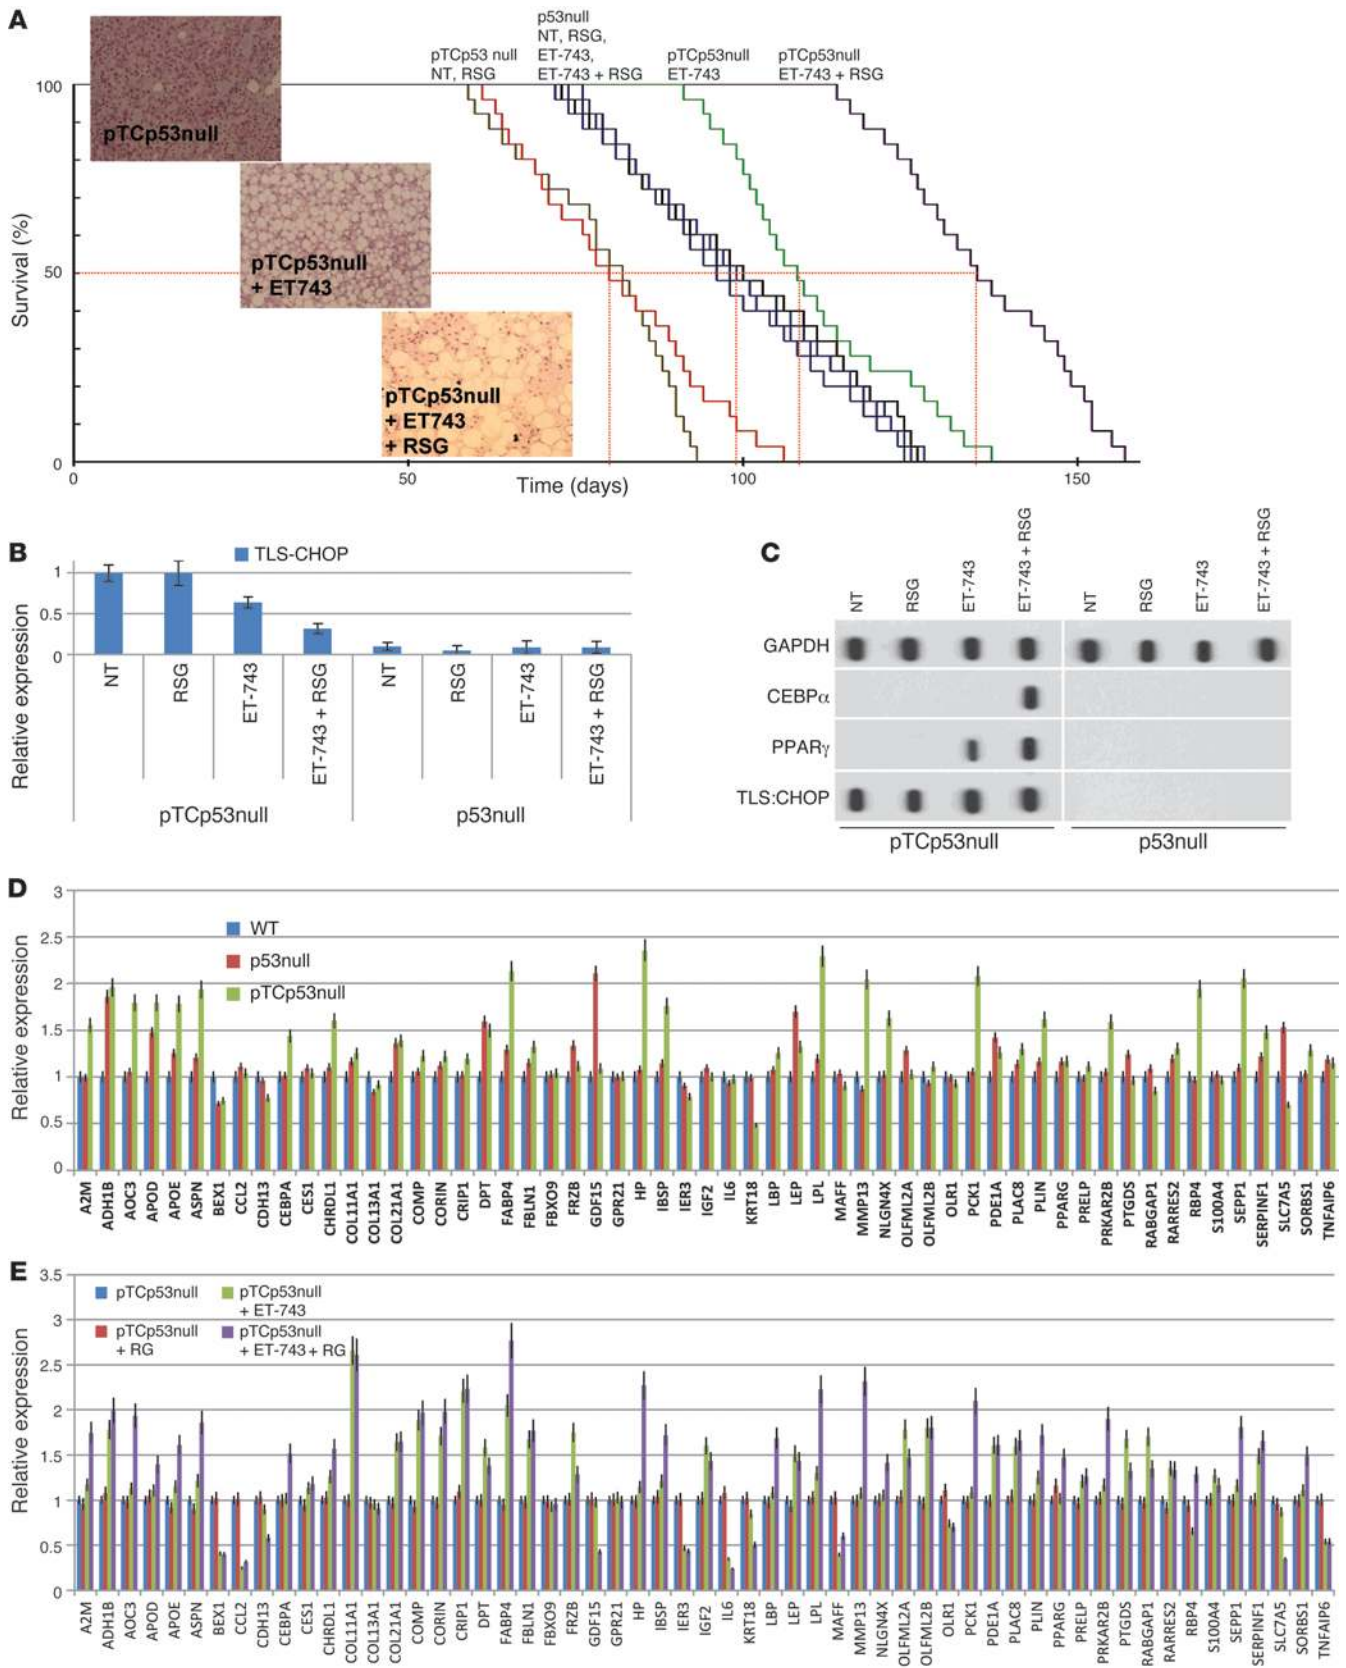 A
pTCp53 null
NT, RSG
p53null
NT, RSG,
ET-743,
ET-743 + RSG
pTCp53null
ET-743
pTCp53null
ET-743 + RSG
Survival (%)
100
50
0
pTCp53null
pTCp53null
+ ET743
pTCp53null
+ ET743
+ RSG
0 50 100 150
Time (days)
B
TLS-CHOP
Relative expression
1
0.5
0
NT RSG ET-743 ET-743 + RSG NT RSG ET-743 ET-743 + RSG
pTCp53null p53null
C
NT RSG ET-743 ET-743 + RSG NT RSG ET-743 ET-743 + RSG
GAPDH
CEBPα
PPARγ
TLS:CHOP
pTCp53null p53null
D
Relative expression
3
2.5
2
1.5
1
0.5
0
WT
p53null
pTCp53null
A2M ADH1B AOC3 APOD APOE ASPN BEX1 CCL2 CDH13 CEBPA CES1 CHRDL1 COL11A1 COL13A1 COL21A1 COMP CORIN CRIP1 DPT FABP4 FBLN1 FBXO9 FRZB GDF15 GPR21 HP IBSP IER3 IGF2 IL6 KRT18 LBP LEP LPL MAFF MMP13 NLGN4X OLFML2A OLFML2B OLR1 PCK1 PDE1A PLAC8 PLIN PPARG PRELP PRKAR2B PTGDS RABGAP1 RARRES2 RBP4 S100A4 SEPP1 SERPINF1 SLC7A5 SORBS1 TNFAIP6
E
Relative expression
3.5
3
2.5
2
1.5
1
0.5
0
pTCp53null
pTCp53null
+ RG
pTCp53null
+ ET-743
pTCp53null
+ ET-743 + RG
A2M ADH1B AOC3 APOD APOE ASPN BEX1 CCL2 CDH13 CEBPA CES1 CHRDL1 COL11A1 COL13A1 COL21A1 COMP CORIN CRIP1 DPT FABP4 FBLN1 FBXO9 FRZB GDF15 GPR21 HP IBSP IER3 IGF2 IL6 KRT18 LBP LEP LPL MAFF MMP13 NLGN4X OLFML2A OLFML2B OLR1 PCK1 PDE1A PLAC8 PLIN PPARG PRELP PRKAR2B PTGDS RABGAP1 RARRES2 RBP4 S100A4 SEPP1 SERPINF1 SLC7A5 SORBS1 TNFAIP6